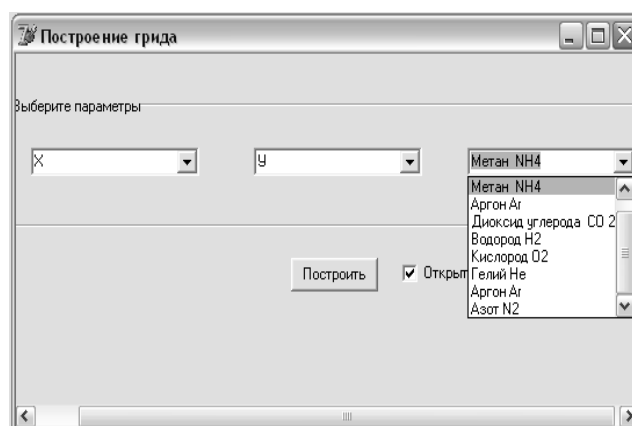 Построение грида
Выберите параметры
X
У
Метан NH4
Метан NH4
Аргон Ar
Диоксид углерода CO 2
Водород H2
Кислород O2
Гелий He
Аргон Ar
Азот N2
Построить
Открыт